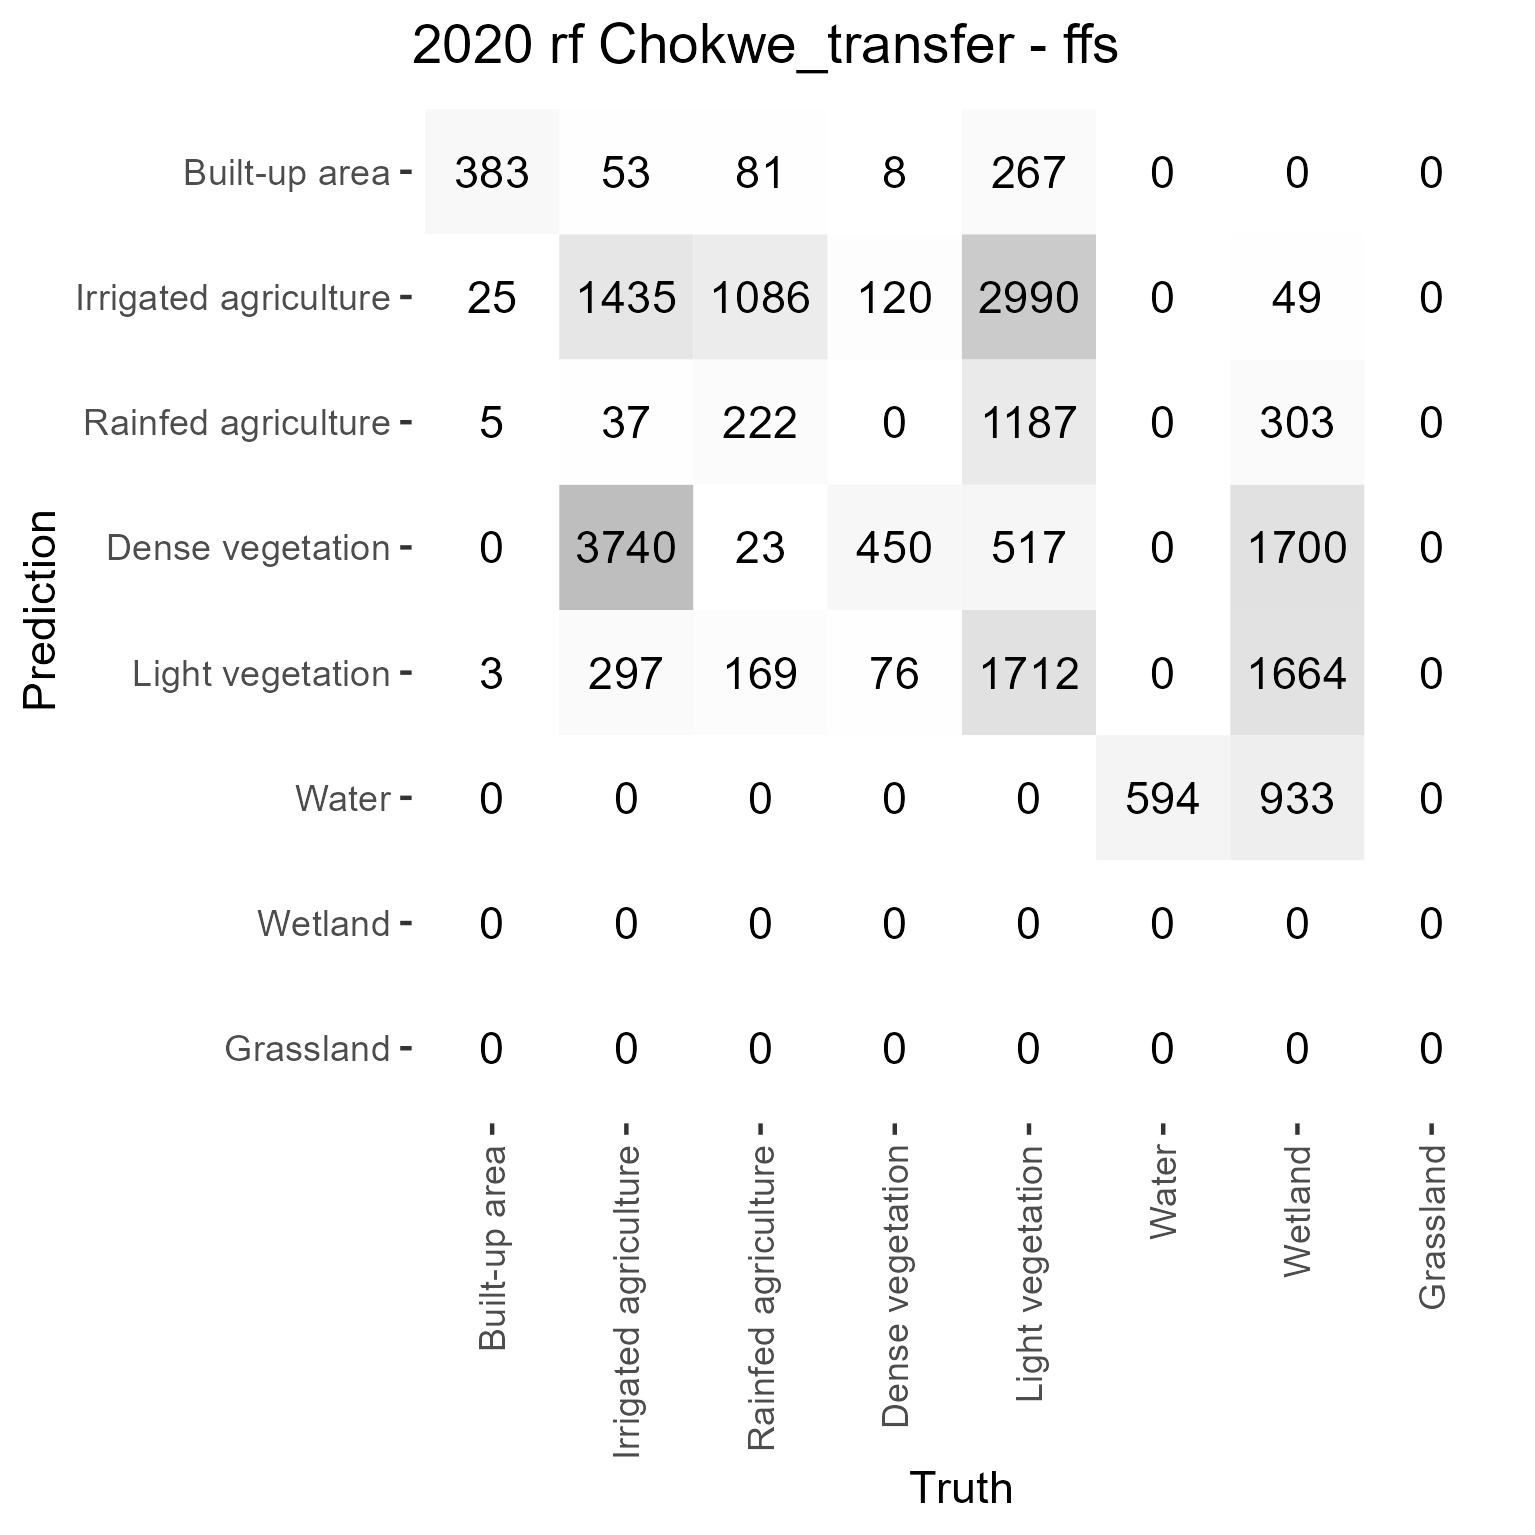 2020 rf Chokwe_transfer - ffs
Prediction
Built-up area 383 53 81 8 267 0 0 0
Irrigated agriculture 25 1435 1086 120 2990 0 49 0
Rainfed agriculture 5 37 222 0 1187 0 303 0
Dense vegetation 0 3740 23 450 517 0 1700 0
Light vegetation 3 297 169 76 1712 0 1664 0
Water 0 0 0 0 0 594 933 0
Wetland 0 0 0 0 0 0 0 0
Grassland 0 0 0 0 0 0 0 0
Built-up area
Irrigated agriculture
Rainfed agriculture
Dense vegetation
Light vegetation
Water
Wetland
Grassland
Truth